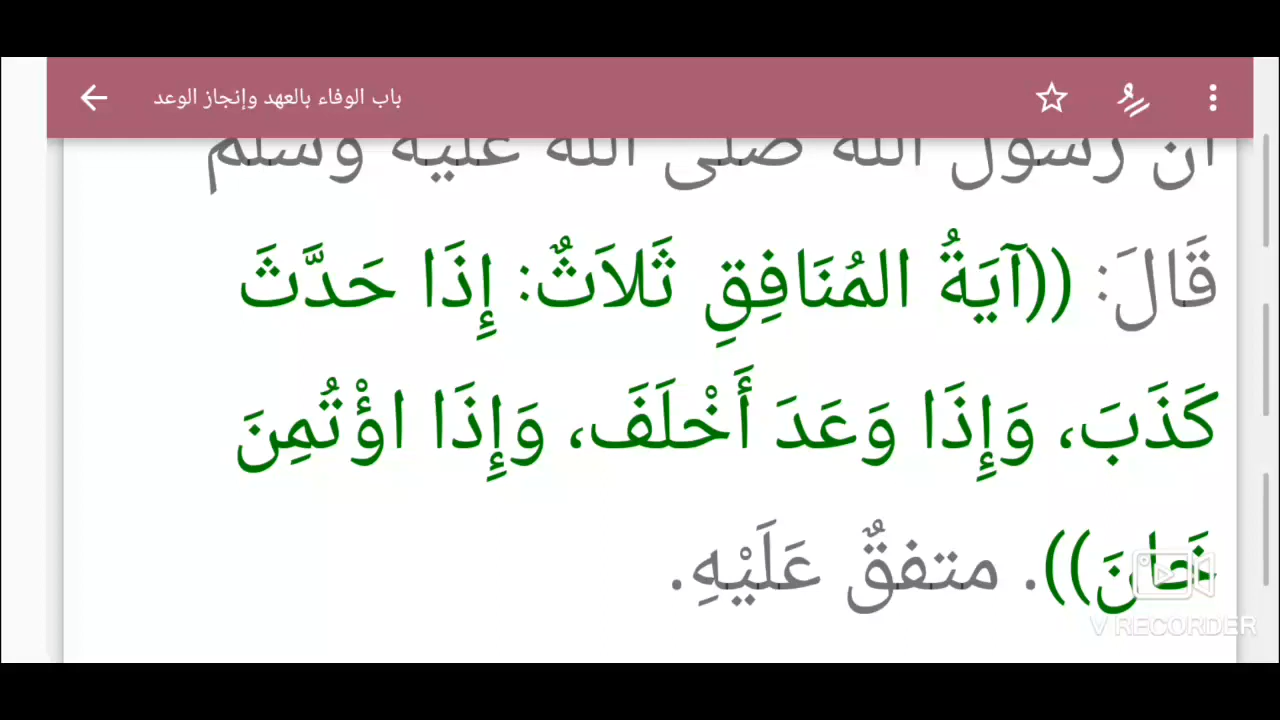 باب الوفاء بالعهد وإنجاز الوعد
أن رسول الله صلى الله عليه وسلم
قَالَ: ((آيَةُ المُنَافِقِ ثَلاَثٌ: إِذَا حَدَّثَ
كَذَبَ، وَإِذَا وَعَدَ أَخْلَفَ، وَإِذَا اؤْتُمِنَ
خَانَ)). متفقٌ عَلَيْهِ.
V RECORDER